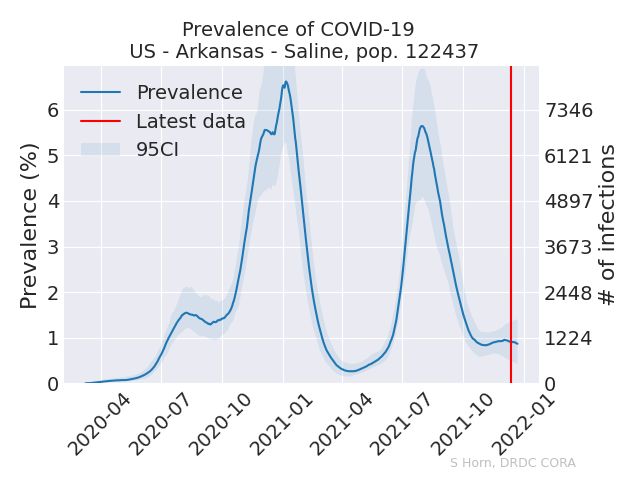 Prevalence of COVID-19
US - Arkansas - Saline, pop. 122437
Prevalence
Latest data
95CI
Prevalence (%)
6
5
4
3
2
1
0
7346
6121
4897
3673
2448
1224
0
# of infections
2020-04
2020-07
2020-10
2021-01
2021-04
2021-07
2021-10
2022-01
S Horn, DRDC CORA